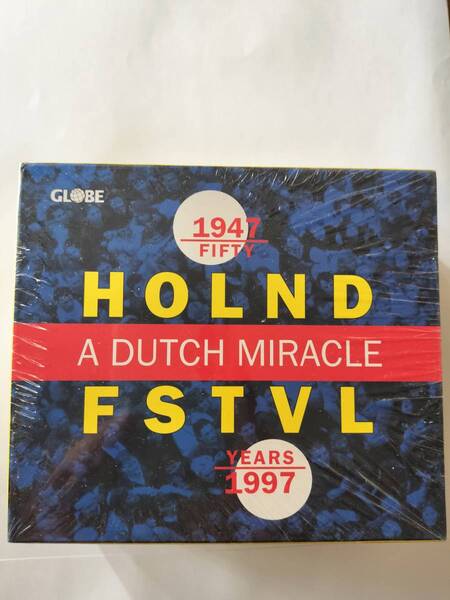 GLOBE
1947
FIFTY
HOLND
A DUTCH MIRACLE
FSTVL
YEARS
1997